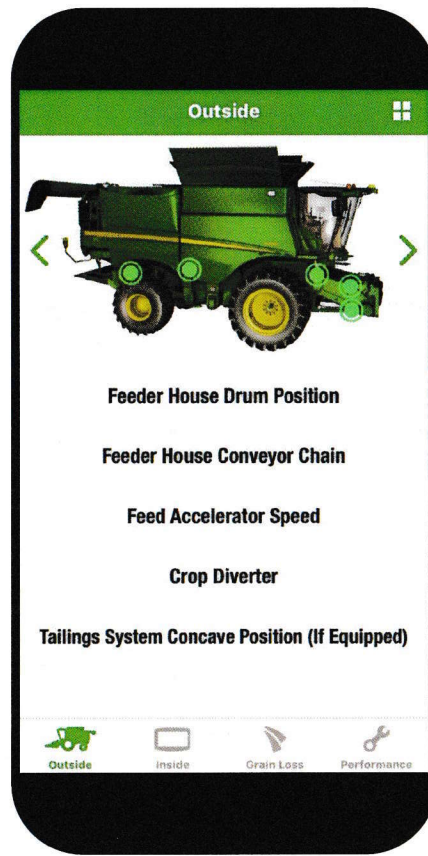 Outside
Feeder House Drum Position
Feeder House Conveyor Chain
Feed Accelerator Speed
Crop Diverter
Tailings System Concave Position (If Equipped)
Outside
Inside
Grain Loss
Performance